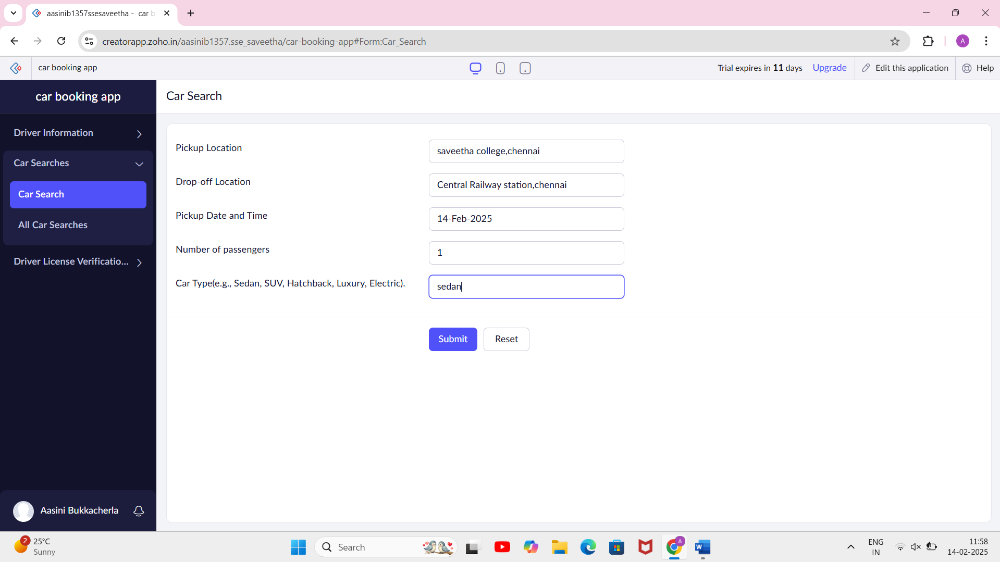 aasinib1357ssesaveetha - car b
creatorapp.zoho.in/aasinib1357.sse_saveetha/car-booking-app#Form:Car_Search
A
car booking app
Trial expires in 11 days
Upgrade
Edit this application
Help
car booking app
Car Search
Driver Information
Car Searches
Car Search
All Car Searches
Driver License Verificatio...
Pickup Location
saveetha college,chennai
Drop-off Location
Central Railway station,chennai
Pickup Date and Time
14-Feb-2025
Number of passengers
1
Car Type(e.g., Sedan, SUV, Hatchback, Luxury, Electric).
sedan
Submit
Reset
Aasini Bukkacherla
2
25°C
Sunny
Search
A
W
ENG
IN
11:58
14-02-2025